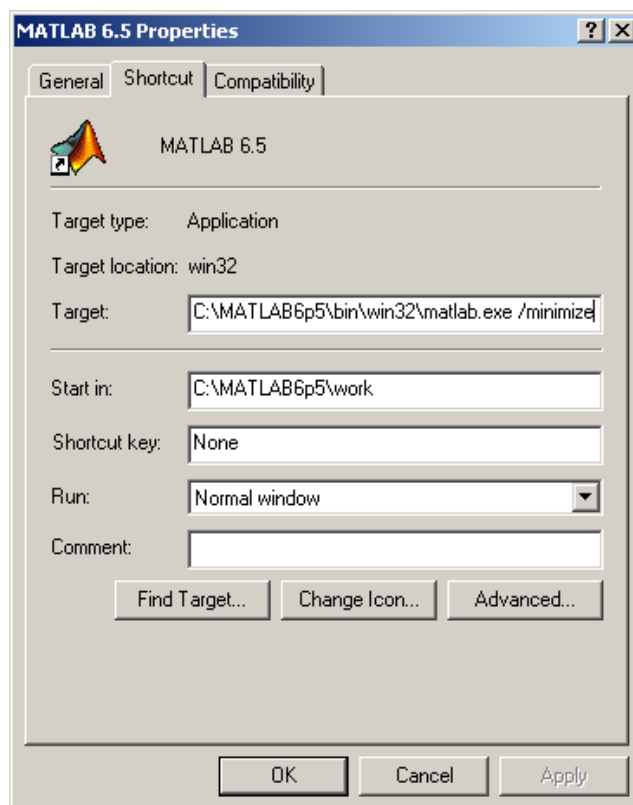 MATLAB 6.5 Properties
General Shortcut Compatibility
MATLAB 6.5
Target type: Application
Target location: win32
Target: C:\MATLAB6p5\bin\win32\matlab.exe /minimize
Start in: C:\MATLAB6p5\work
Shortcut key: None
Run: Normal window
Comment:
Find Target... Change Icon... Advanced...
OK Cancel Apply